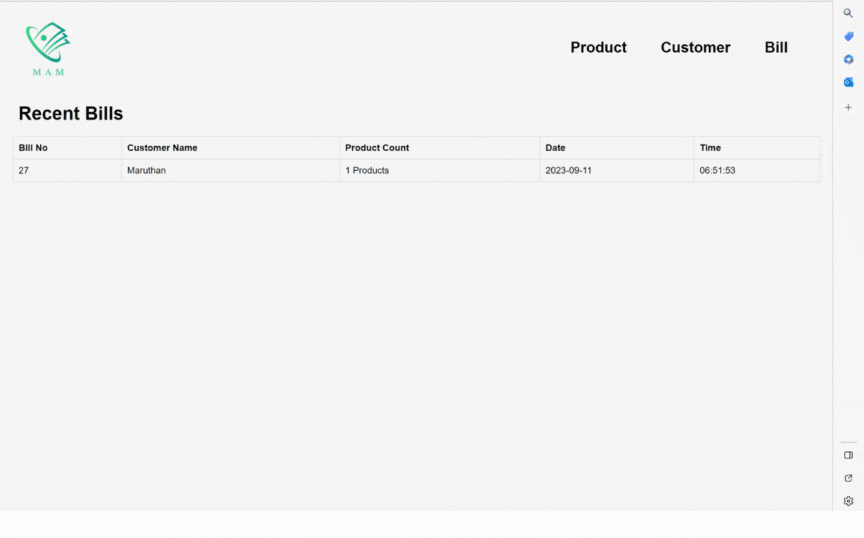 MAM
Product Customer Bill
Recent Bills
Bill No Customer Name Product Count Date Time
27 Maruthan 1 Products 2023-09-11 06:51:53